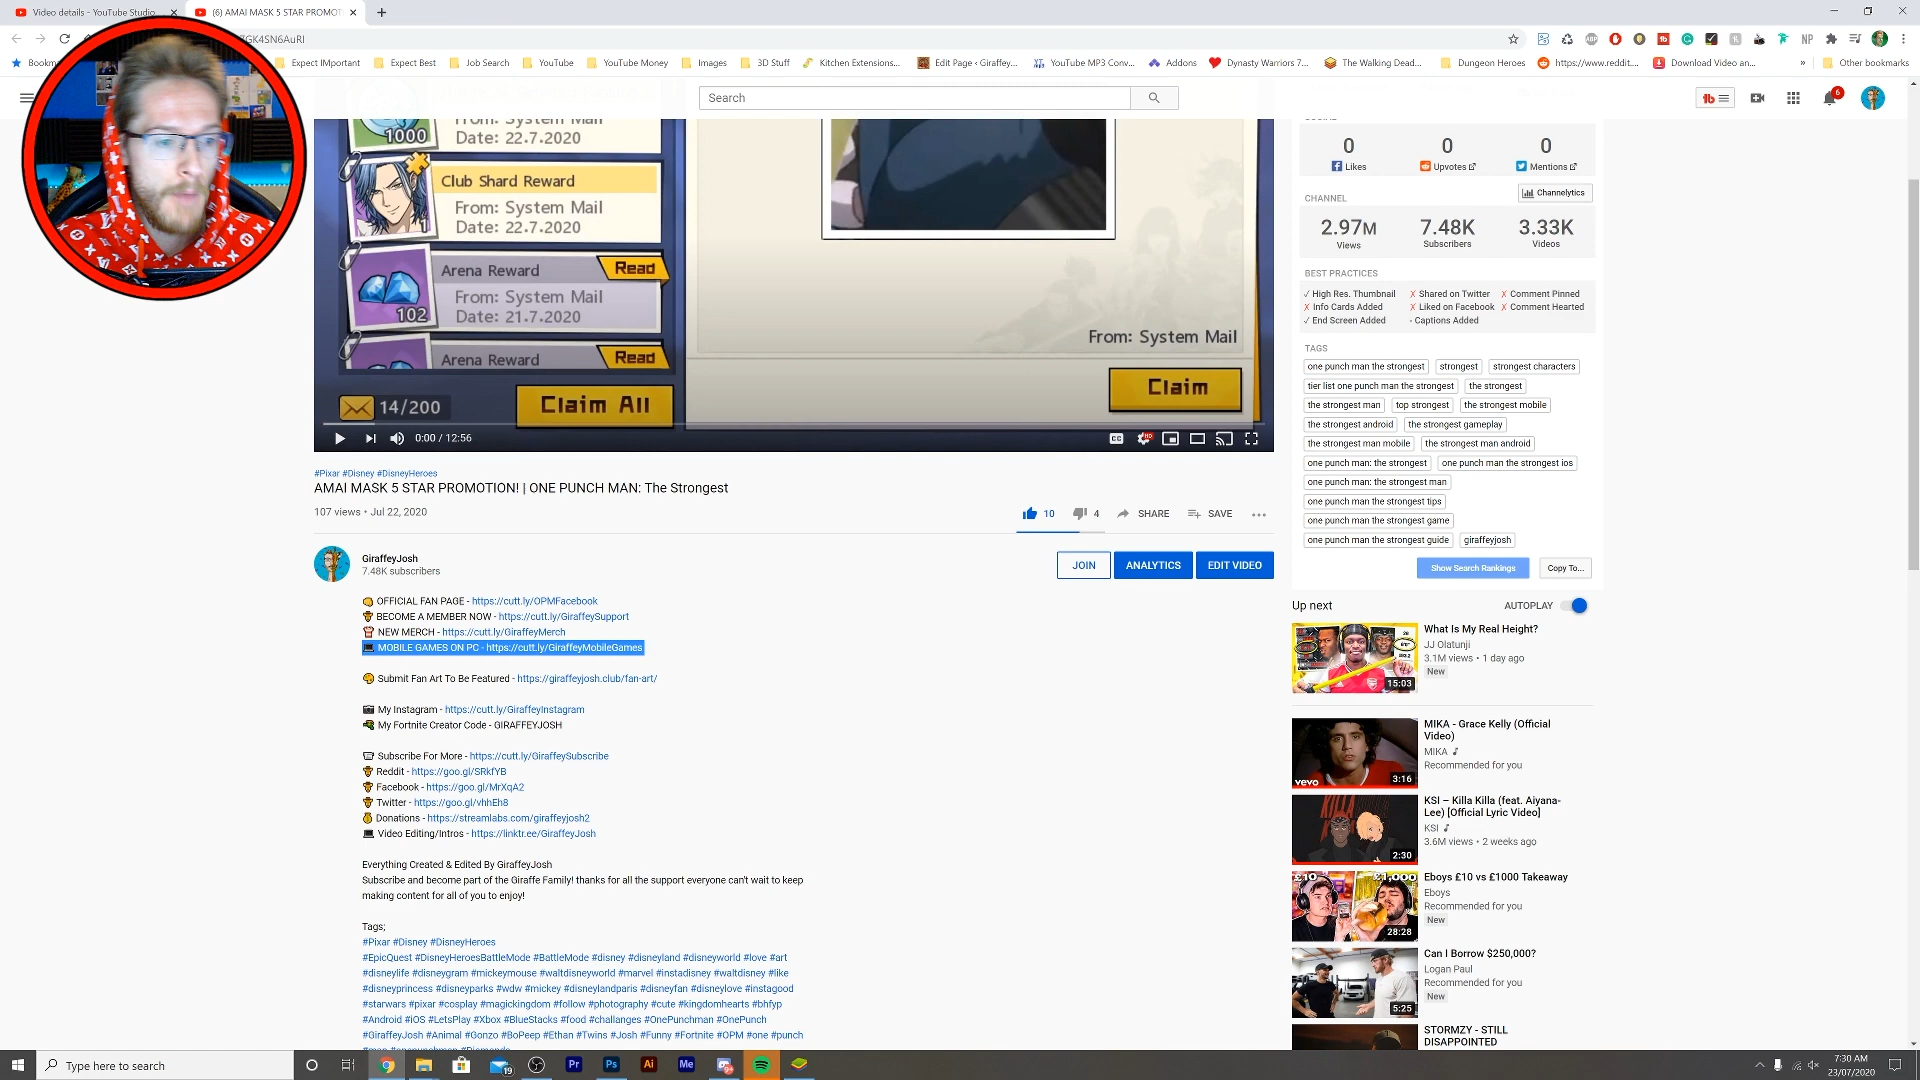 Video details - YouTube Studio
(6) AMAI MASK 5 STAR PROMOT
7GK4SN6AuRI
Expect IMportant
Expect Best
Job Search
YouTube
YouTube Money
Images
3D Stuff
Kitchen Extensions...
Edit Page ‹ Giraffey...
YouTube MP3 Conv...
Addons
Dynasty Warriors 7...
The Walking Dead...
Dungeon Heroes
https://www.reddit....
Download Video an...
Other bookmarks
Search
6
1000
From: System Mail
Date: 22.7.2020
Club Shard Reward
From: System Mail
Date: 22.7.2020
1
Arena Reward
Read
From: System Mail
Date: 21.7.2020
102
Arena Reward
Read
14/200
Claim All
From: System Mail
Claim
0:00 / 12:56
#Pixar #Disney #DisneyHeroes
AMAI MASK 5 STAR PROMOTION! | ONE PUNCH MAN: The Strongest
107 views • Jul 22, 2020
10
4
SHARE
SAVE
GiraffeyJosh
7.48K subscribers
JOIN
ANALYTICS
EDIT VIDEO
OFFICIAL FAN PAGE - https://cutt.ly/OPMFacebook
BECOME A MEMBER NOW - https://cutt.ly/GiraffeySupport
NEW MERCH - https://cutt.ly/GiraffeyMerch
MOBILE GAMES ON PC - https://cutt.ly/GiraffeyMobileGames
Submit Fan Art To Be Featured - https://giraffeyjosh.club/fan-art/
My Instagram - https://cutt.ly/GiraffeyInstagram
My Fortnite Creator Code - GIRAFFEYJOSH
Subscribe For More - https://cutt.ly/GiraffeySubscribe
Reddit - https://goo.gl/SRkfYB
Facebook - https://goo.gl/MrXqA2
Twitter - https://goo.gl/vhhEh8
Donations - https://streamlabs.com/giraffeyjosh2
Video Editing/Intros - https://linktr.ee/GiraffeyJosh
Everything Created & Edited By GiraffeyJosh
Subscribe and become part of the Giraffe Family! thanks for all the support everyone can't wait to keep
making content for all of you to enjoy!
Tags;
#Pixar #Disney #DisneyHeroes
#EpicQuest #DisneyHeroesBattleMode #BattleMode #disney #disneyland #disneyworld #love #art
#disneylife #disneygram #mickeymouse #waltdisneyworld #marvel #instadisney #waltdisney #like
#disneyprincess #disneyparks #wdw #mickey #disneylandparis #disneyfan #disneylove #instagood
#starwars #pixar #cosplay #magickingdom #follow #photography #cute #kingdomhearts #bhfyp
#Android #iOS #LetsPlay #Xbox #BlueStacks #food #challanges #OnePunchman #OnePunch
#GiraffeyJosh #Animal #Gonzo #BoPeep #Ethan #Twins #Josh #Funny #Fortnite #OPM #one #punch
0 0 0
Likes Upvotes Mentions
CHANNEL
Channelytics
2.97M 7.48K 3.33K
Views Subscribers Videos
BEST PRACTICES
✓ High Res. Thumbnail ✗ Shared on Twitter ✗ Comment Pinned
✗ Info Cards Added ✗ Liked on Facebook ✗ Comment Hearted
✓ End Screen Added - Captions Added
TAGS
one punch man the strongest strongest strongest characters
tier list one punch man the strongest the strongest
the strongest man top strongest the strongest mobile
the strongest android the strongest gameplay
the strongest man mobile the strongest man android
one punch man: the strongest one punch man the strongest ios
one punch man: the strongest man
one punch man the strongest tips
one punch man the strongest game
one punch man the strongest guide giraffeyjosh
Show Search Rankings
Copy To...
Up next
AUTOPLAY
What Is My Real Height?
JJ Olatunji
3.1M views • 1 day ago
New
15:03
MIKA - Grace Kelly (Official
Video)
MIKA
Recommended for you
vevo
3:16
KSI – Killa Killa (feat. Aiyana-
Lee) [Official Lyric Video]
KSI
3.6M views • 2 weeks ago
2:30
Eboys £10 vs £1000 Takeaway
Eboys
Recommended for you
New
£10
£1,000
28:28
Can I Borrow $250,000?
Logan Paul
Recommended for you
New
5:25
STORMZY - STILL
DISAPPOINTED
Type here to search
19
Pr
Ps
Ai
Me
7:30 AM
23/07/2020